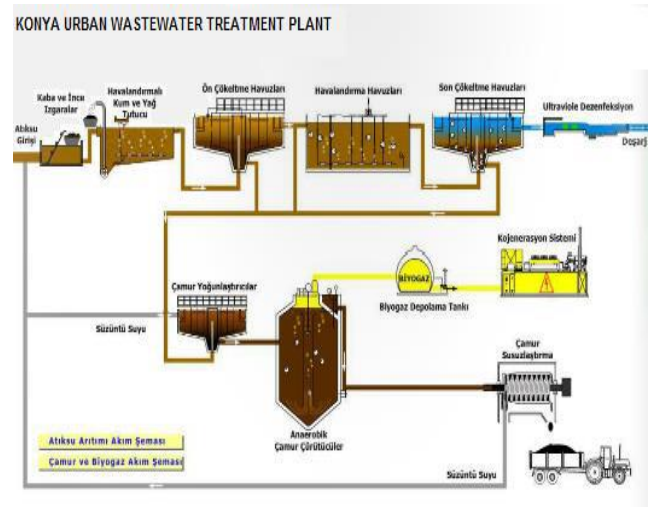 KONYA URBAN WASTEWATER TREATMENT PLANT
Kaba ve İnce
Izgaralar
Atıksu
Girişi
Havalandırmalı
Kum ve Yağ
Tutucu
Ön Çökeltme Havuzları
Havalandırma Havuzları
Son Çökeltme Havuzları
Ultraviole Dezenfeksiyon
Deşarj
Çamur Yoğunlaştırıcılar
BİYOGAZ
Biyogaz Depolama Tankı
Kojenerasyon Sistemi
Süzüntü Suyu
Anaerobik
Çamur Çürütücüler
Çamur
Susuzlaştırma
Atıksu Arıtımı Akım Şeması
Çamur ve Biyogaz Akım Şeması
Süzüntü Suyu